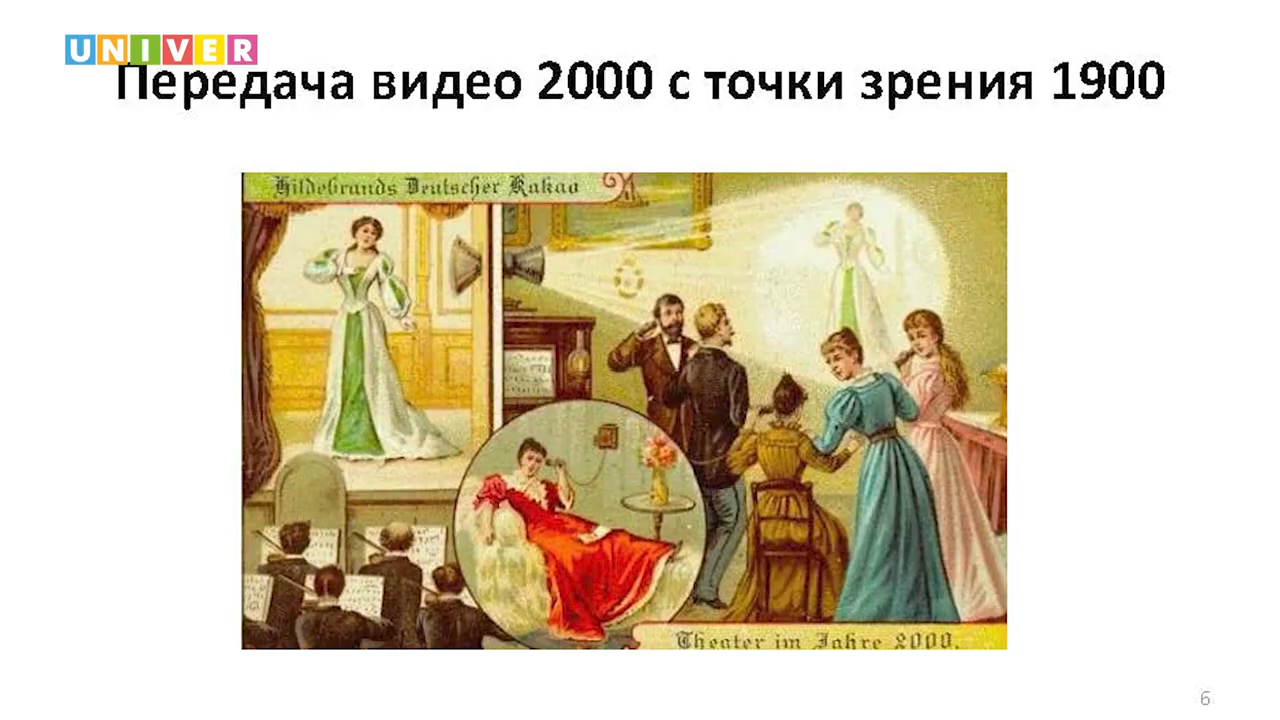 UNIVER
Передача видео 2000 с точки зрения 1900
Hildebrands Deutscher Kakao
Theater im Jahre 2000.
6